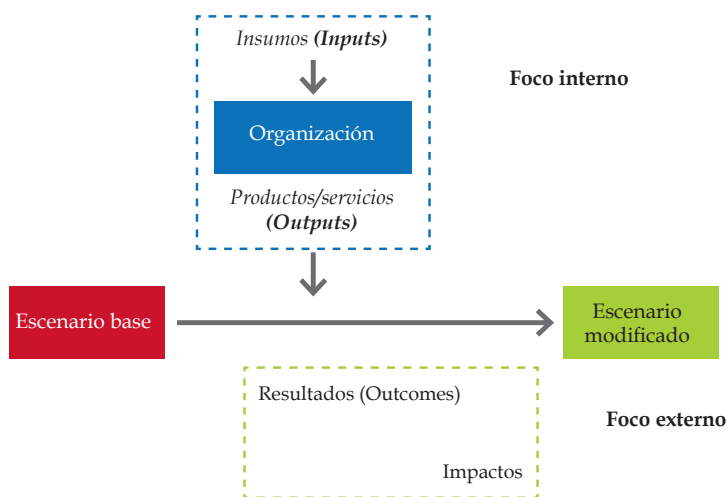 Insumos (Inputs)
Foco interno
Organización
Productos/servicios
(Outputs)
Escenario base
Escenario
modificado
Resultados (Outcomes)
Foco externo
Impactos